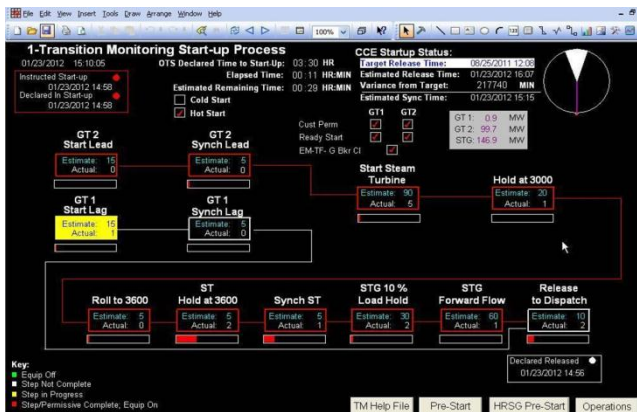 File Edit View Insert Tools Draw Arrange Window Help
100%
1-Transition Monitoring Start-up Process
01/23/2012 15:10:05
OTS Declared Time to Start-Up: 03:30 HR
Elapsed Time: 00:11 HR:MIN
Estimated Remaining Time: 00:29 HR:MIN
Instructed Start-up
01/23/2012 14:58
Declared In Start-up
01/23/2012 14:58
Cold Start
Hot Start
CCE Startup Status:
Target Release Time: 08/25/2011 12:08
Estimated Release Time: 01/23/2012 16:07
Variance from Target: 217740 MIN
Estimated Sync Time: 01/23/2012 15:15
GT1 GT2
Cust Perm
Ready Start
EM-TF- G Bkr Cl
GT 1: 0.9 MW
GT 2: 99.7 MW
STG: 146.9 MW
GT 2
Start Lead
Estimate: 15
Actual: 0
GT 2
Synch Lead
Estimate: 5
Actual: 0
Start Steam
Turbine
Estimate: 90
Actual: 5
Hold at 3000
Estimate: 20
Actual: 1
GT 1
Start Lag
Estimate: 15
Actual: 1
GT 1
Synch Lag
Estimate: 5
Actual: 0
Roll to 3600
Estimate: 5
Actual: 0
ST
Hold at 3600
Estimate: 5
Actual: 2
Synch ST
Estimate: 5
Actual: 1
STG 10 %
Load Hold
Estimate: 30
Actual: 2
STG
Forward Flow
Estimate: 60
Actual: 1
Release
to Dispatch
Estimate: 10
Actual: 2
Declared Released
01/23/2012 14:56
Key:
Equip Off
Step Not Complete
Step in Progress
Step/Permissive Complete; Equip On
TM Help File
Pre-Start
HRSG Pre-Start
Operations